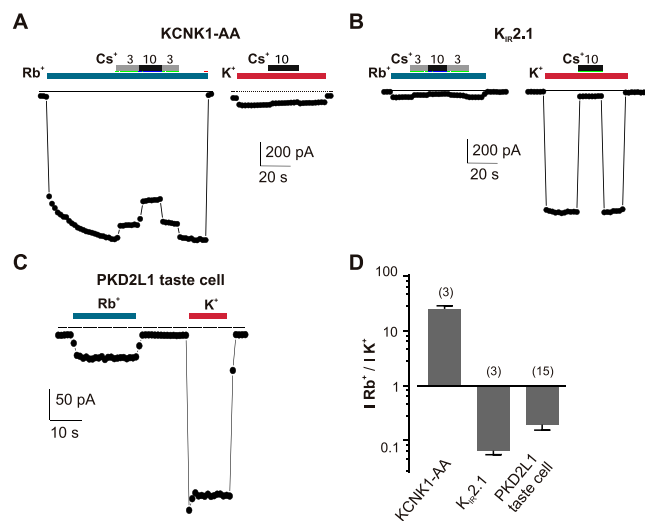 A
KCNK1-AA
Cs+ 3 10 3
Rb+
K+
Cs+ 10
200 pA
20 s
B
KIR2.1
Cs+ 3 10 3
Rb+
K+
Cs+ 10
200 pA
20 s
C
PKD2L1 taste cell
Rb+
K+
50 pA
10 s
D
I Rb+ / I K+
100
10
1
0.1
(3)
(3)
(15)
KCNK1-AA
KIR2.1
PKD2L1
taste cell